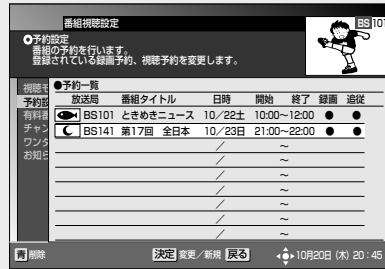 番組視聴設定
BS 101
予約設定
番組の予約を行います。
登録されている録画予約、視聴予約を変更します。
視聴モ
予約設
有料番
チャン
ワンタ
お知ら
●予約一覧
放送局 番組タイトル 日時 開始 終了 録画 追従
BS101 ときめきニュース 10／22土 10:00～12:00 ● ●
BS141 第17回 全日本 10／23日 21:00～22:00 ● ●
／ ～
／ ～
／ ～
／ ～
／ ～
／ ～
青 削除 決定 変更／新規 戻る 10月20日 (木) 20：45